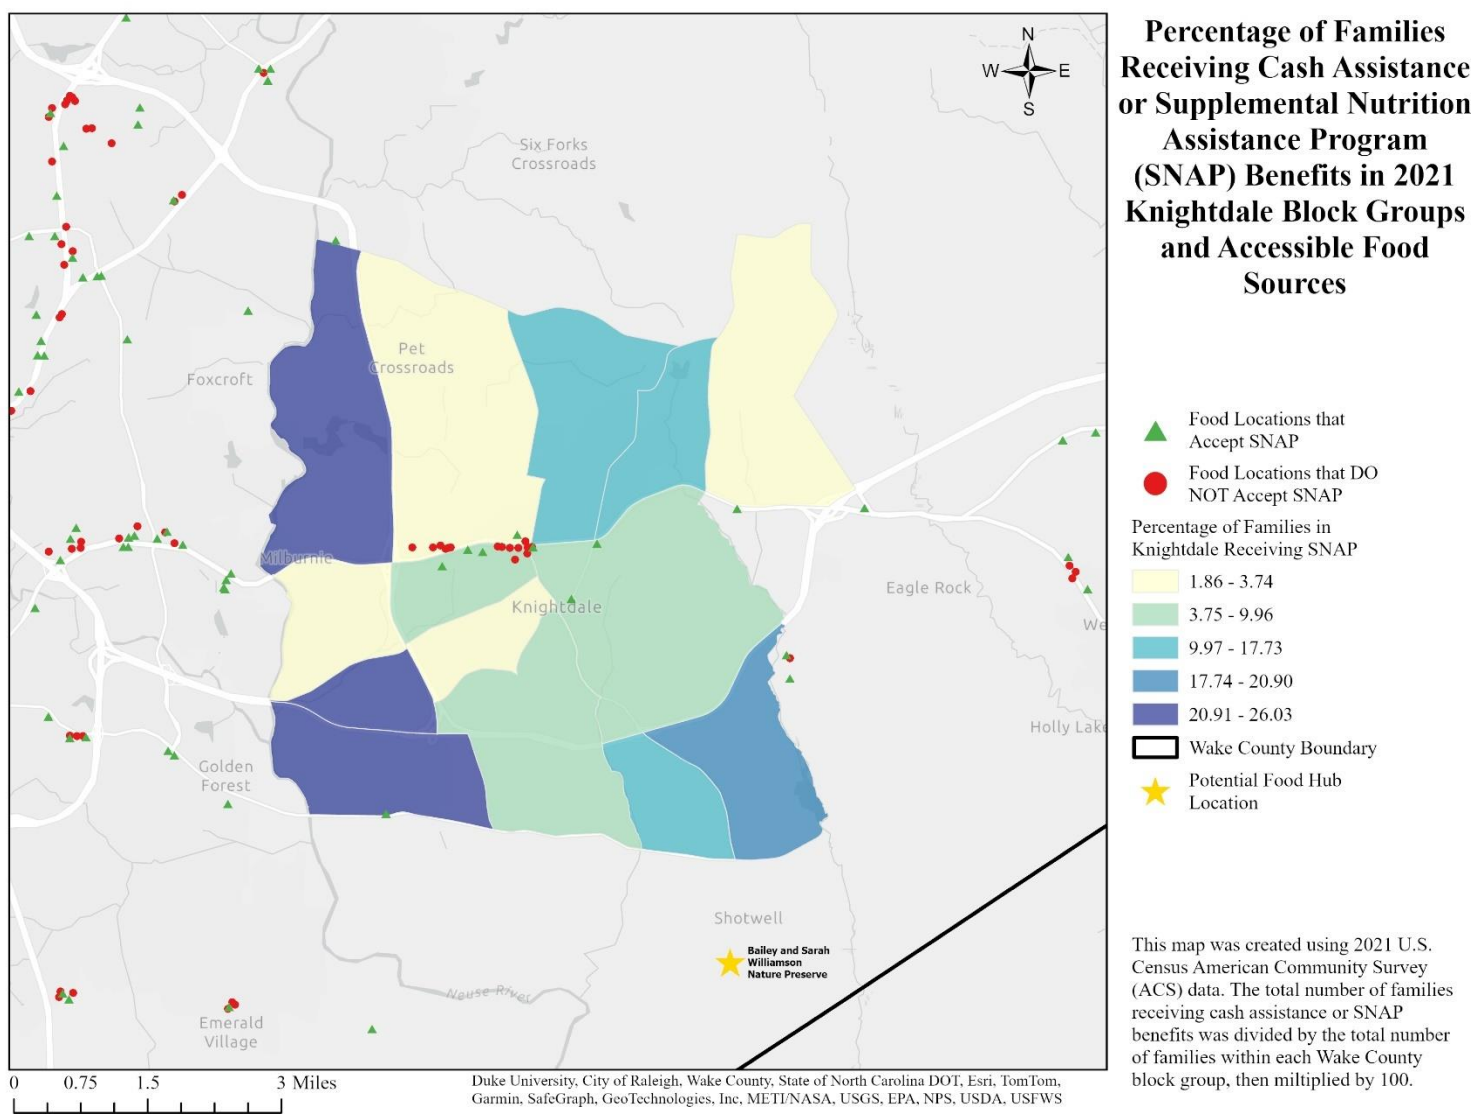 Percentage of Families
Receiving Cash Assistance
or Supplemental Nutrition
Assistance Program
(SNAP) Benefits in 2021
Knightdale Block Groups
and Accessible Food
Sources
N
W
E
S
Six Forks
Crossroads
Pet
Crossroads
Foxcroft
Milburnie
Knightdale
Eagle Rock
We
Holly Lake
Golden
Forest
Shotwell
Bailey and Sarah
Williamson
Nature Preserve
Neuse River
Emerald
Village
Food Locations that
Accept SNAP
Food Locations that DO
NOT Accept SNAP
Percentage of Families in
Knightdale Receiving SNAP
1.86 - 3.74
3.75 - 9.96
9.97 - 17.73
17.74 - 20.90
20.91 - 26.03
Wake County Boundary
Potential Food Hub
Location
This map was created using 2021 U.S.
Census American Community Survey
(ACS) data. The total number of families
receiving cash assistance or SNAP
benefits was divided by the total number
of families within each Wake County
block group, then miltiplied by 100.
0 0.75 1.5 3 Miles
Duke University, City of Raleigh, Wake County, State of North Carolina DOT, Esri, TomTom,
Garmin, SafeGraph, GeoTechnologies, Inc, METI/NASA, USGS, EPA, NPS, USDA, USFWS